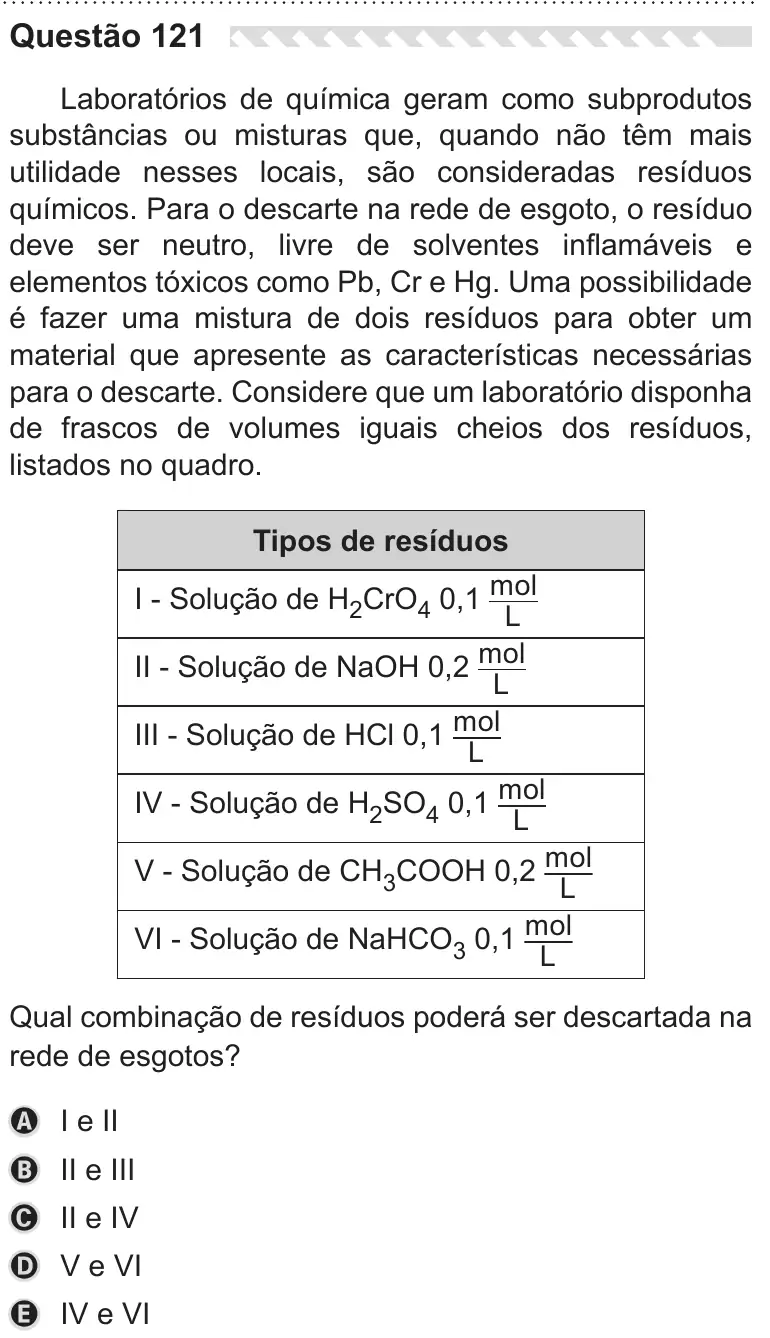 Questão 121
Laboratórios de química geram como subprodutos
substâncias ou misturas que, quando não têm mais
utilidade nesses locais, são consideradas resíduos
químicos. Para o descarte na rede de esgoto, o resíduo
deve ser neutro, livre de solventes inflamáveis e
elementos tóxicos como Pb, Cr e Hg. Uma possibilidade
é fazer uma mistura de dois resíduos para obter um
material que apresente as características necessárias
para o descarte. Considere que um laboratório disponha
de frascos de volumes iguais cheios dos resíduos,
listados no quadro.
Tipos de resíduos
I - Solução de H₂CrO₄ 0,1 mol/L
II - Solução de NaOH 0,2 mol/L
III - Solução de HCl 0,1 mol/L
IV - Solução de H₂SO₄ 0,1 mol/L
V - Solução de CH₃COOH 0,2 mol/L
VI - Solução de NaHCO₃ 0,1 mol/L
Qual combinação de resíduos poderá ser descartada na
rede de esgotos?
A I e II
B II e III
C II e IV
D V e VI
E IV e VI